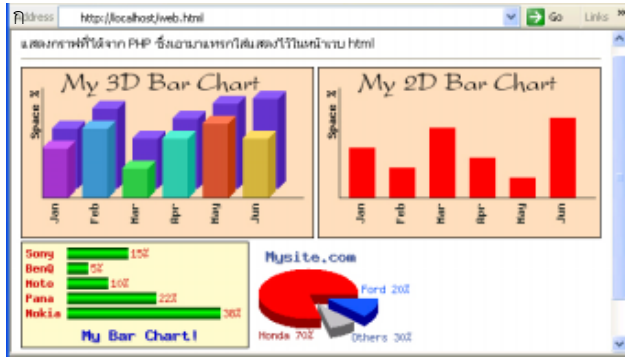 Address http://localhost/web.html Go Links »
แสดงกราฟที่ได้จาก PHP ซึ่งเอามาแทรกใส่แสดงไว้ในหน้าเวบ html
My 3D Bar Chart
Space %
Jan Feb Mar Apr May Jun
My 2D Bar Chart
Space %
Jan Feb Mar Apr May Jun
Sony 15%
BenQ 5%
Moto 10%
Pana 22%
Nokia 38%
My Bar Chart!
Mysite.com
Ford 20%
Honda 70%
Others 30%